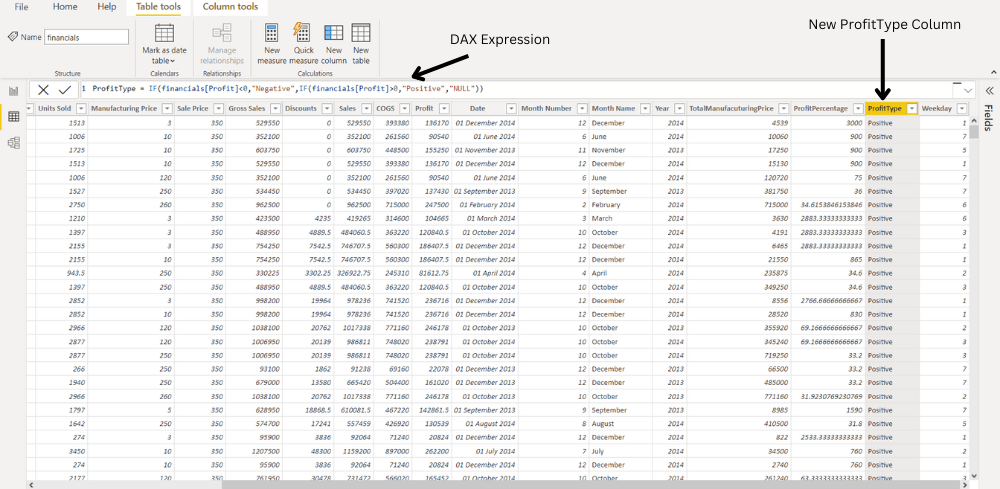 File Home Help Table tools Column tools
New ProfitType Column
DAX Expression
Name financials
Mark as date table
Manage relationships
New measure
Quick measure
New column
New table
Structure Calendars Relationships Calculations
1 ProfitType = IF(financials[Profit]<0,"Negative",IF(financials[Profit]>0,"Positive","NULL"))
Fields
Units Sold Manufacturing Price Sale Price Gross Sales Discounts Sales COGS Profit Date Month Number Month Name Year TotalManufacuturingPrice ProfitPercentage ProfitType Weekday
1513 3 350 529550 0 529550 393380 136170 01 December 2014 12 December 2014 4539 3000 Positive 1
1006 10 350 352100 0 352100 261560 90540 01 June 2014 6 June 2014 10060 900 Positive 7
1725 10 350 603750 0 603750 448500 155250 01 November 2013 11 November 2013 17250 900 Positive 5
1513 10 350 529550 0 529550 393380 136170 01 December 2014 12 December 2014 15130 900 Positive 1
1006 120 350 352100 0 352100 261560 90540 01 June 2014 6 June 2014 120720 75 Positive 7
1527 250 350 534450 0 534450 397020 137430 01 September 2013 9 September 2013 381750 36 Positive 7
2750 260 350 962500 0 962500 715000 247500 01 February 2014 2 February 2014 715000 34.6153846153846 Positive 6
1210 3 350 423500 4235 419265 314600 104665 01 March 2014 3 March 2014 3630 2883.33333333333 Positive 6
1397 3 350 488950 4889.5 484060.5 363220 120840.5 01 October 2014 10 October 2014 4191 2883.33333333333 Positive 3
2155 3 350 754250 7542.5 746707.5 560300 186407.5 01 December 2014 12 December 2014 6465 2883.33333333333 Positive 1
2155 10 350 754250 7542.5 746707.5 560300 186407.5 01 December 2014 12 December 2014 21550 865 Positive 1
943.5 250 350 330225 3302.25 326922.75 245310 81612.75 01 April 2014 4 April 2014 235875 34.6 Positive 2
1397 250 350 488950 4889.5 484060.5 363220 120840.5 01 October 2014 10 October 2014 349250 34.6 Positive 3
2852 3 350 998200 19964 978236 741520 236716 01 December 2014 12 December 2014 8556 2766.66666666667 Positive 1
2852 10 350 998200 19964 978236 741520 236716 01 December 2014 12 December 2014 28520 830 Positive 1
2966 120 350 1038100 20762 1017338 771160 246178 01 October 2013 10 October 2013 355920 69.1666666666667 Positive 2
2877 120 350 1006950 20139 986811 748020 238791 01 October 2014 10 October 2014 345240 69.1666666666667 Positive 3
2877 250 350 1006950 20139 986811 748020 238791 01 October 2014 10 October 2014 719250 33.2 Positive 3
266 250 350 93100 1862 91238 69160 22078 01 December 2013 12 December 2013 66500 33.2 Positive 7
1940 250 350 679000 13580 665420 504400 161020 01 December 2013 12 December 2013 485000 33.2 Positive 7
2966 260 350 1038100 20762 1017338 771160 246178 01 October 2013 10 October 2013 771160 31.9230769230769 Positive 2
1797 5 350 628950 18868.5 610081.5 467220 142861.5 01 September 2013 9 September 2013 8985 1590 Positive 7
1642 250 350 574700 17241 557459 426920 130539 01 August 2014 8 August 2014 410500 31.8 Positive 5
274 3 350 95900 3836 92064 71240 20824 01 December 2014 12 December 2014 822 2533.33333333333 Positive 1
3450 10 350 1207500 48300 1159200 897000 262200 01 July 2014 7 July 2014 34500 760 Positive 2
274 10 350 95900 3836 92064 71240 20824 01 December 2014 12 December 2014 2740 760 Positive 1
2177 120 350 761950 30478 731472 566020 165452 01 October 2014 10 October 2014 261240 63.3333333333333 Positive 3